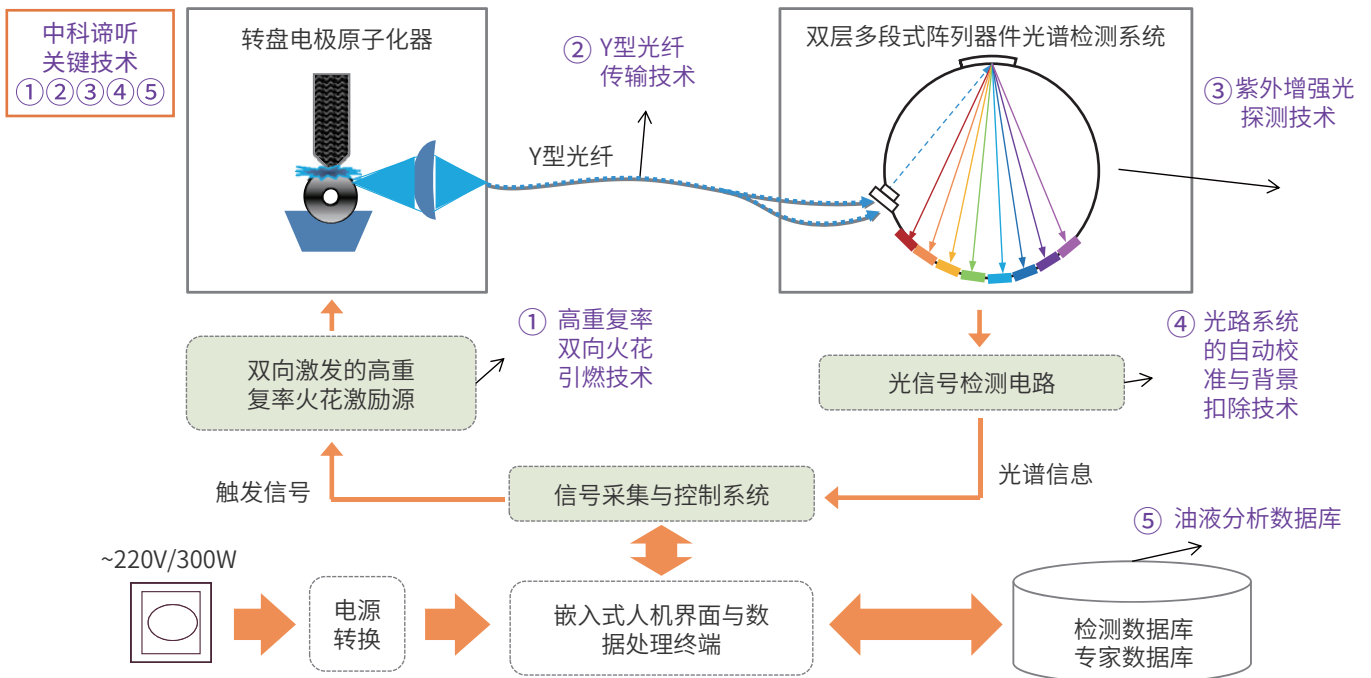 中科谛听
关键技术
①②③④⑤
转盘电极原子化器
② Y型光纤
传输技术
双层多段式阵列器件光谱检测系统
③ 紫外增强光
探测技术
Y型光纤
① 高重复率
双向火花
引燃技术
双向激发的高重
复率火花激励源
光信号检测电路
④ 光路系统
的自动校
准与背景
扣除技术
触发信号
信号采集与控制系统
光谱信息
⑤ 油液分析数据库
~220V/300W
电源
转换
嵌入式人机界面与数
据处理终端
检测数据库
专家数据库